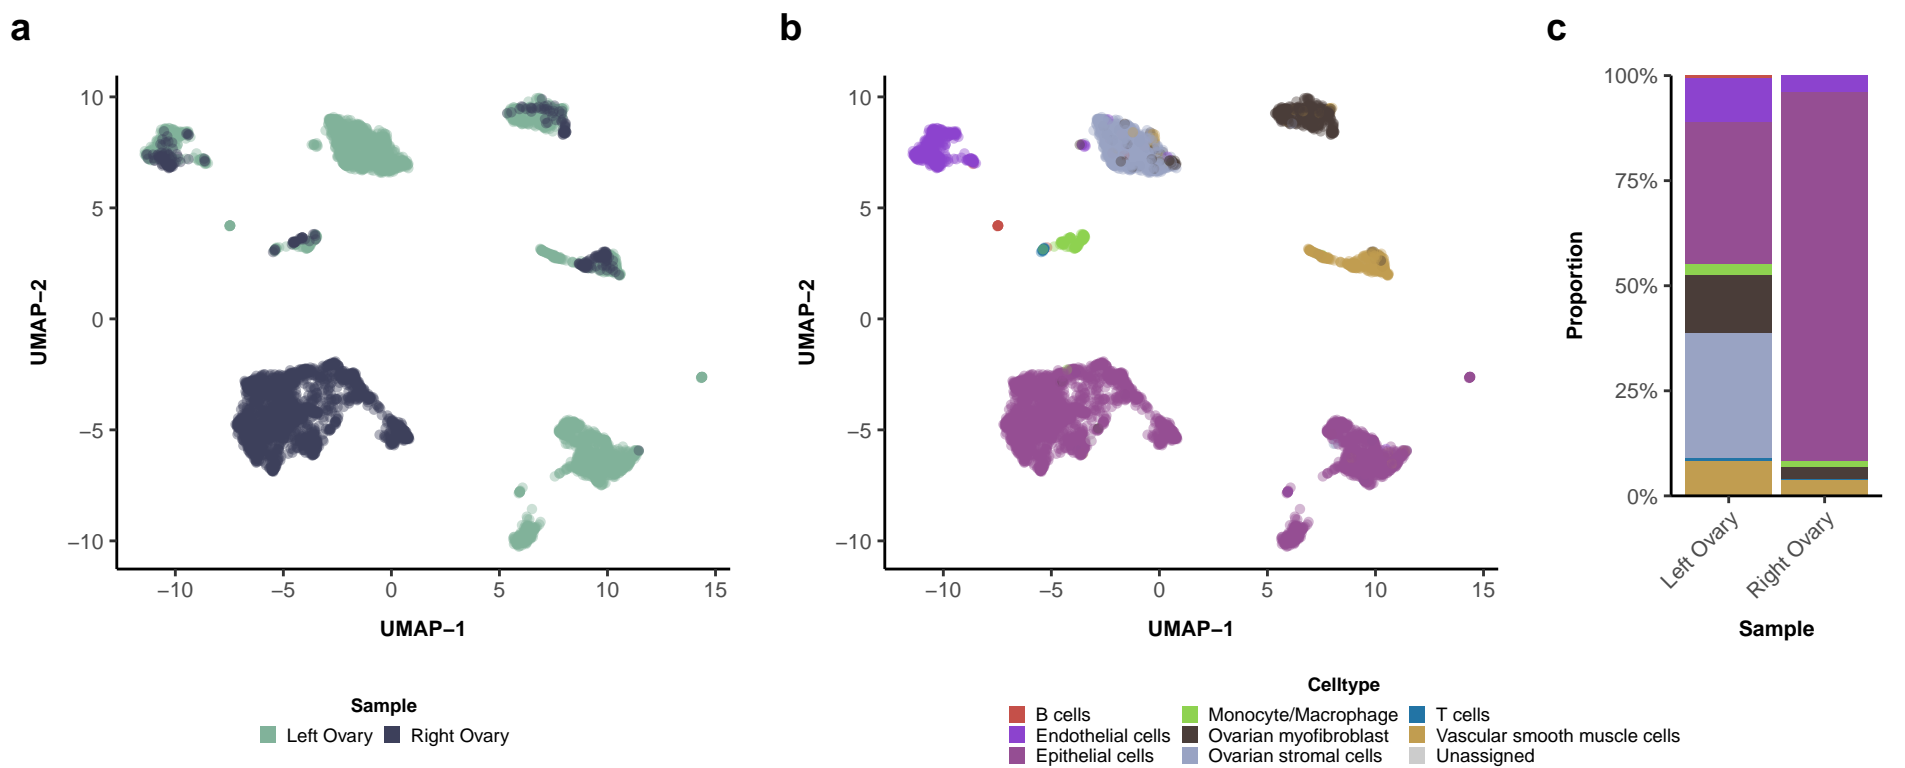 a
b
c
10
5
0
−5
−10
UMAP−2
−10
−5
0
5
10
15
UMAP−1
Sample
Left Ovary
Right Ovary
10
5
0
−5
−10
UMAP−2
−10
−5
0
5
10
15
UMAP−1
Celltype
B cells
Endothelial cells
Epithelial cells
Monocyte/Macrophage
Ovarian myofibroblast
Ovarian stromal cells
T cells
Vascular smooth muscle cells
Unassigned
100%
75%
50%
25%
0%
Proportion
Left Ovary
Right Ovary
Sample